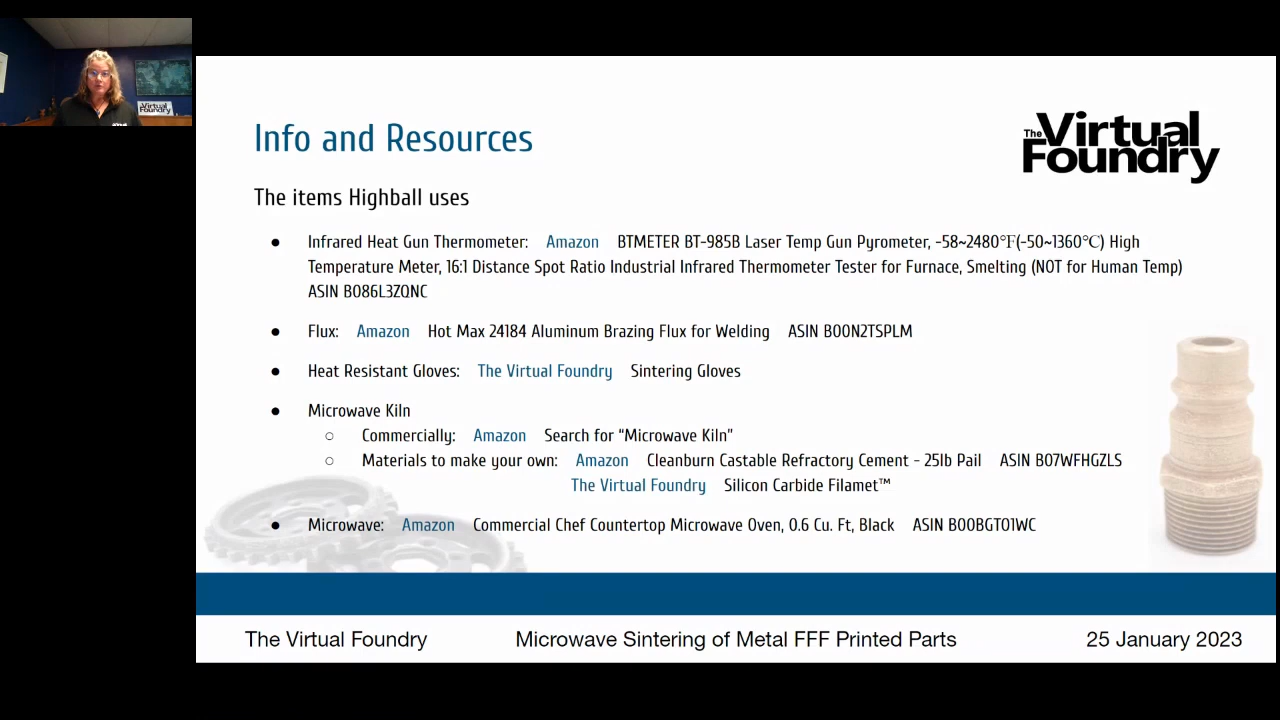 The Virtual Foundry
Info and Resources
The Virtual
Foundry
The items Highball uses
● Infrared Heat Gun Thermometer: Amazon BTMETER BT-985B Laser Temp Gun Pyrometer, -58~2480℉(-50~1360℃) High
Temperature Meter, 16:1 Distance Spot Ratio Industrial Infrared Thermometer Tester for Furnace, Smelting (NOT for Human Temp)
ASIN B086L3ZQNC
● Flux: Amazon Hot Max 24184 Aluminum Brazing Flux for Welding ASIN B00N2TSPLM
● Heat Resistant Gloves: The Virtual Foundry Sintering Gloves
● Microwave Kiln
○ Commercially: Amazon Search for “Microwave Kiln”
○ Materials to make your own: Amazon Cleanburn Castable Refractory Cement - 25lb Pail ASIN B07WFHGZLS
The Virtual Foundry Silicon Carbide Filamet™
● Microwave: Amazon Commercial Chef Countertop Microwave Oven, 0.6 Cu. Ft, Black ASIN B00BGTO1WC
The Virtual Foundry Microwave Sintering of Metal FFF Printed Parts 25 January 2023